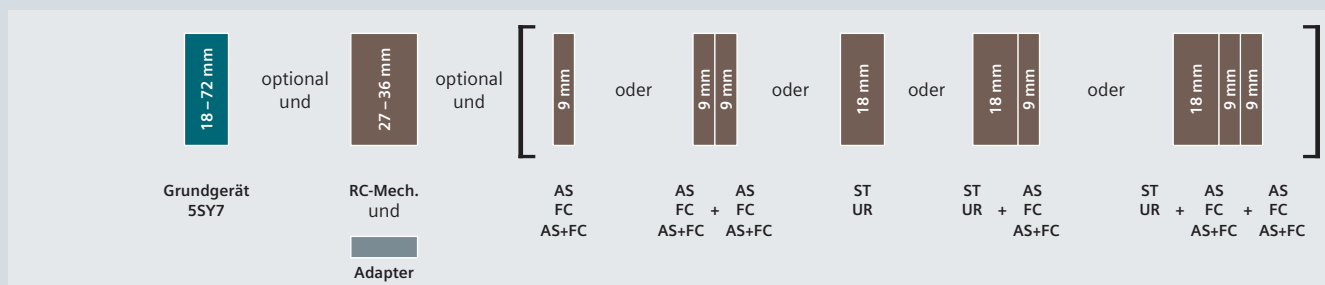 18–72 mm
optional
und
27–36 mm
optional
und
9 mm
oder
9 mm
9 mm
oder
18 mm
oder
18 mm
9 mm
oder
18 mm
9 mm
9 mm
Grundgerät
5SY7
RC-Mech.
und
Adapter
AS
FC
AS+FC
AS AS
FC + FC
AS+FC AS+FC
ST
UR
ST AS
UR + FC
AS+FC
ST AS AS
UR + FC + FC
AS+FC AS+FC